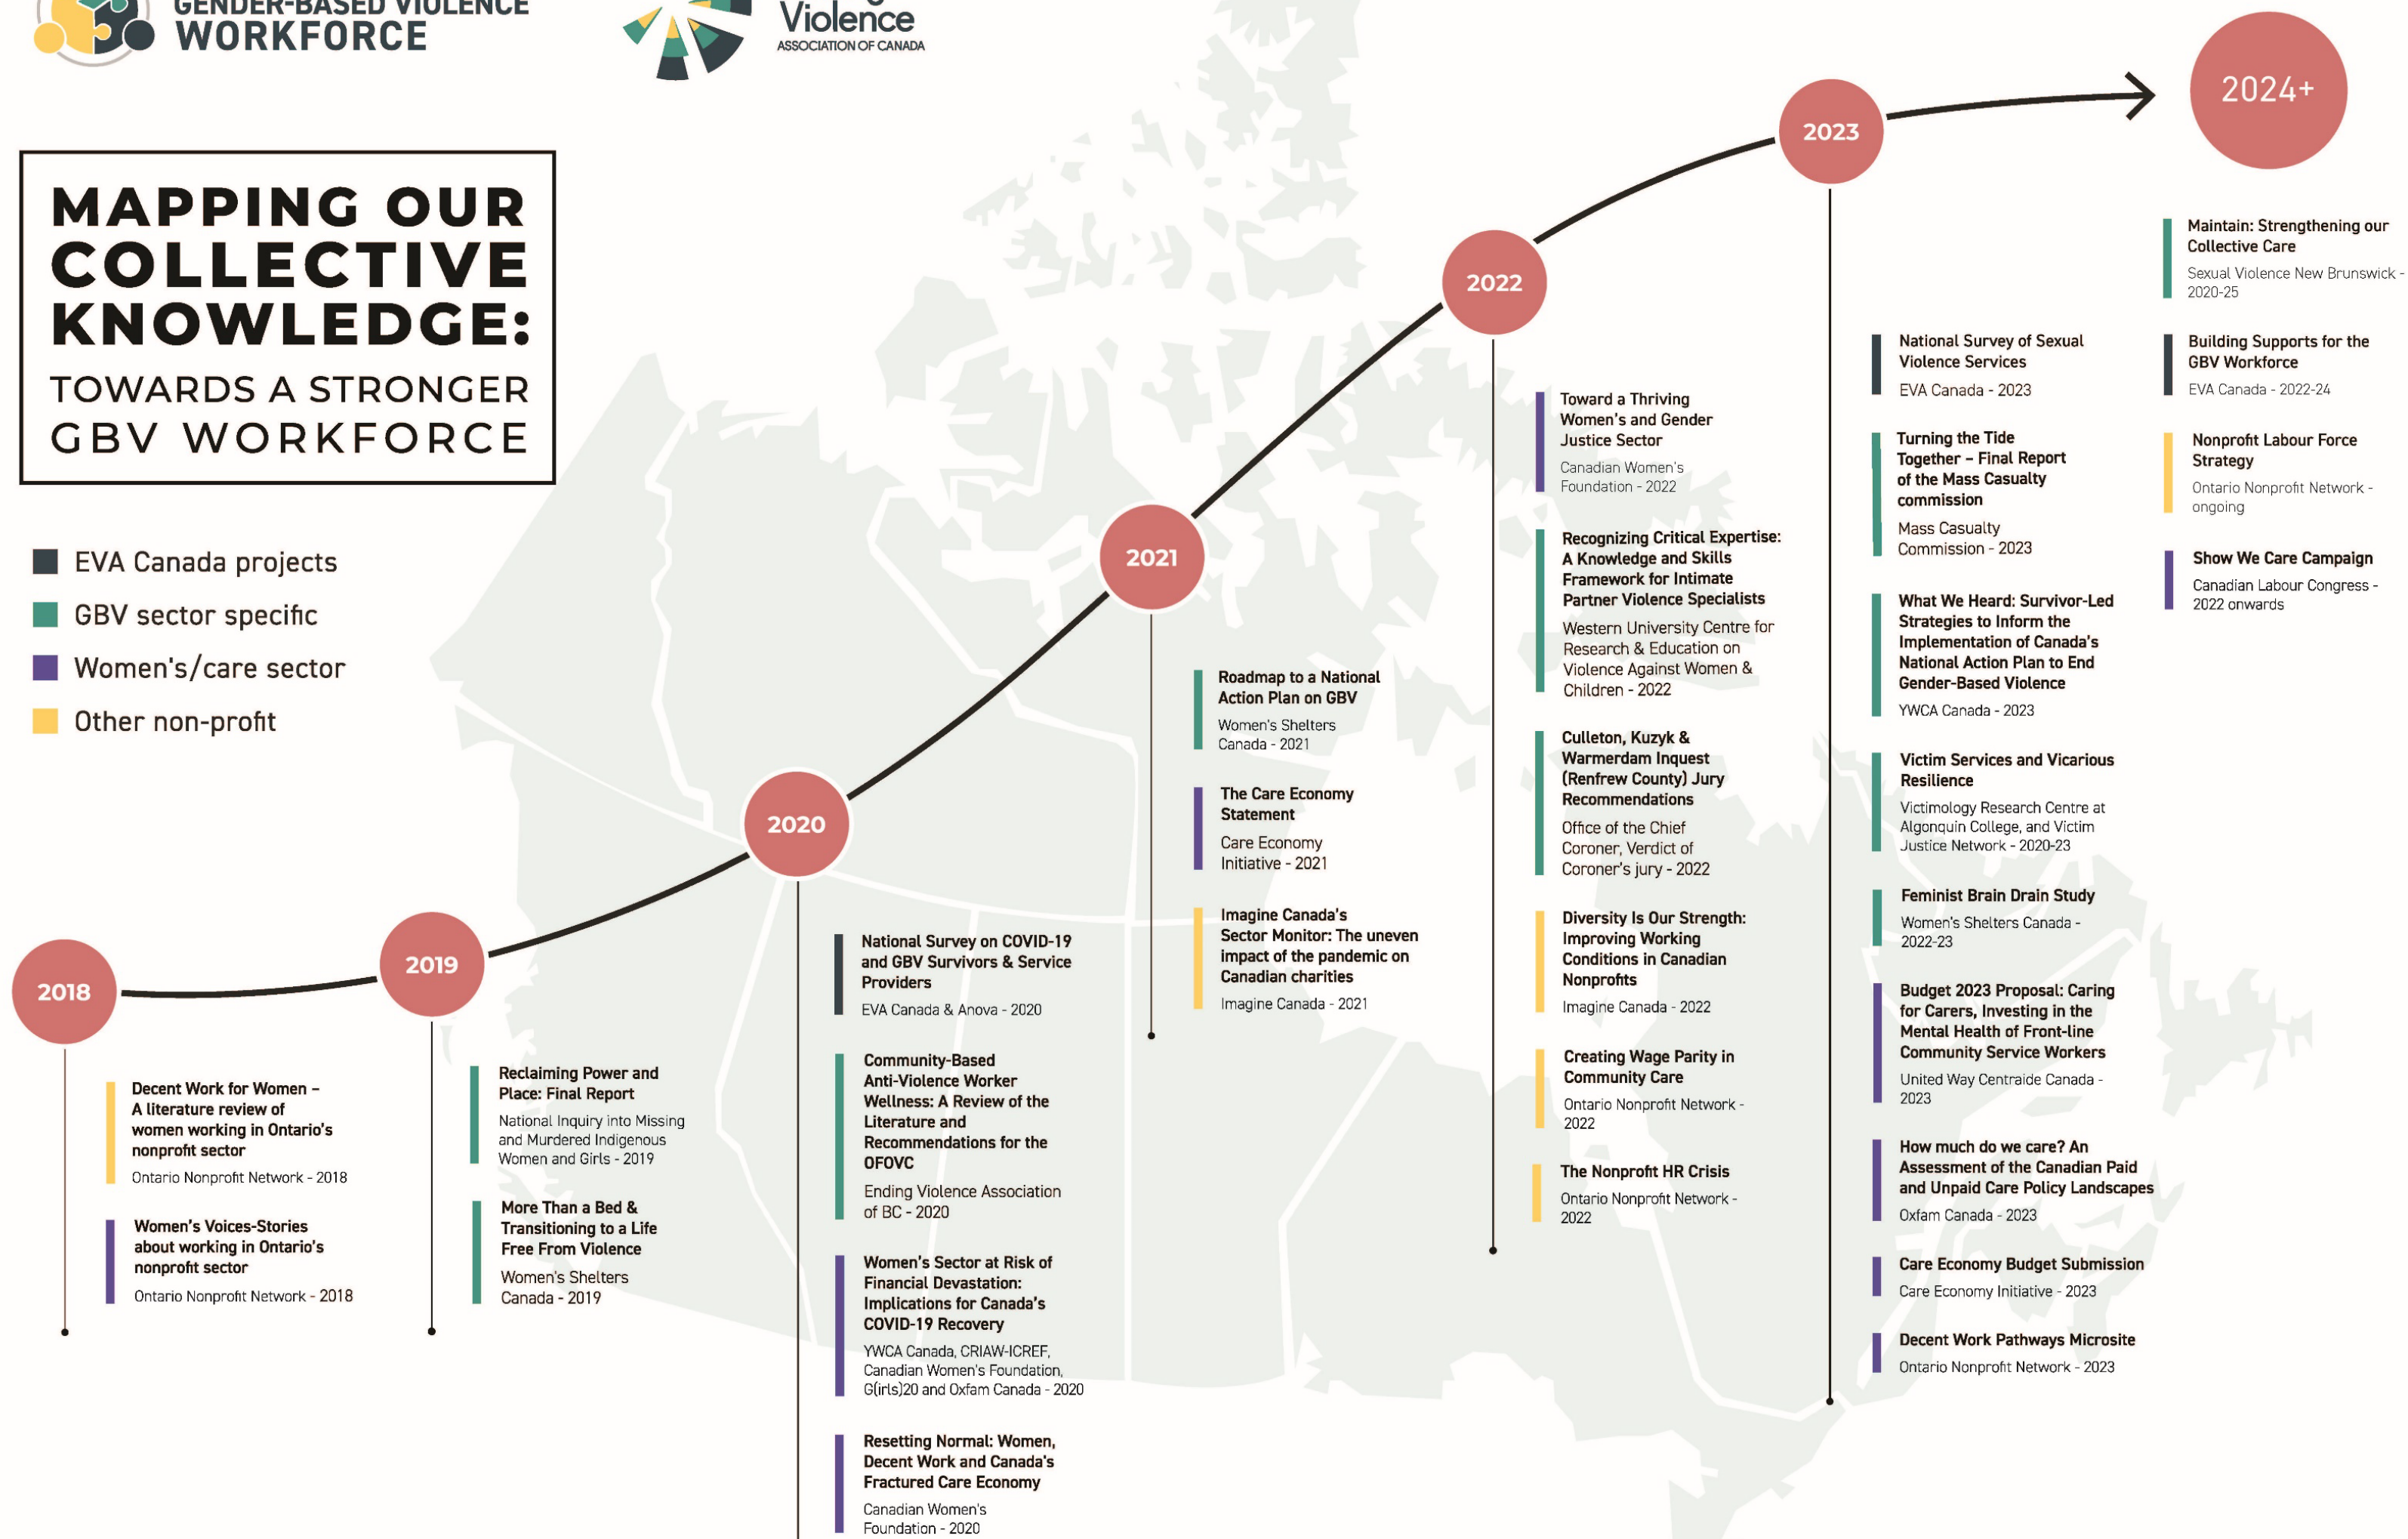 GENDER-BASED VIOLENCE
WORKFORCE
Violence
ASSOCIATION OF CANADA
MAPPING OUR
COLLECTIVE
KNOWLEDGE:
TOWARDS A STRONGER
GBV WORKFORCE
EVA Canada projects
GBV sector specific
Women's/care sector
Other non-profit
2018
Decent Work for Women –
A literature review of
women working in Ontario's
nonprofit sector
Ontario Nonprofit Network - 2018
Women's Voices-Stories
about working in Ontario's
nonprofit sector
Ontario Nonprofit Network - 2018
2019
Reclaiming Power and
Place: Final Report
National Inquiry into Missing
and Murdered Indigenous
Women and Girls - 2019
More Than a Bed &
Transitioning to a Life
Free From Violence
Women's Shelters
Canada - 2019
2020
National Survey on COVID-19
and GBV Survivors & Service
Providers
EVA Canada & Anova - 2020
Community-Based
Anti-Violence Worker
Wellness: A Review of the
Literature and
Recommendations for the
OFOVC
Ending Violence Association
of BC - 2020
Women's Sector at Risk of
Financial Devastation:
Implications for Canada's
COVID-19 Recovery
YWCA Canada, CRIAW-ICREF,
Canadian Women's Foundation,
G(irls)20 and Oxfam Canada - 2020
Resetting Normal: Women,
Decent Work and Canada's
Fractured Care Economy
Canadian Women's
Foundation - 2020
2021
Roadmap to a National
Action Plan on GBV
Women's Shelters
Canada - 2021
The Care Economy
Statement
Care Economy
Initiative - 2021
Imagine Canada's
Sector Monitor: The uneven
impact of the pandemic on
Canadian charities
Imagine Canada - 2021
2022
Toward a Thriving
Women's and Gender
Justice Sector
Canadian Women's
Foundation - 2022
Recognizing Critical Expertise:
A Knowledge and Skills
Framework for Intimate
Partner Violence Specialists
Western University Centre for
Research & Education on
Violence Against Women &
Children - 2022
Culleton, Kuzyk &
Warmerdam Inquest
(Renfrew County) Jury
Recommendations
Office of the Chief
Coroner, Verdict of
Coroner's jury - 2022
Diversity Is Our Strength:
Improving Working
Conditions in Canadian
Nonprofits
Imagine Canada - 2022
Creating Wage Parity in
Community Care
Ontario Nonprofit Network -
2022
The Nonprofit HR Crisis
Ontario Nonprofit Network -
2022
2023
National Survey of Sexual
Violence Services
EVA Canada - 2023
Turning the Tide
Together – Final Report
of the Mass Casualty
commission
Mass Casualty
Commission - 2023
What We Heard: Survivor-Led
Strategies to Inform the
Implementation of Canada's
National Action Plan to End
Gender-Based Violence
YWCA Canada - 2023
Victim Services and Vicarious
Resilience
Victimology Research Centre at
Algonquin College, and Victim
Justice Network - 2020-23
Feminist Brain Drain Study
Women's Shelters Canada -
2022-23
Budget 2023 Proposal: Caring
for Carers, Investing in the
Mental Health of Front-line
Community Service Workers
United Way Centraide Canada -
2023
How much do we care? An
Assessment of the Canadian Paid
and Unpaid Care Policy Landscapes
Oxfam Canada - 2023
Care Economy Budget Submission
Care Economy Initiative - 2023
Decent Work Pathways Microsite
Ontario Nonprofit Network - 2023
2024+
Maintain: Strengthening our
Collective Care
Sexual Violence New Brunswick -
2020-25
Building Supports for the
GBV Workforce
EVA Canada - 2022-24
Nonprofit Labour Force
Strategy
Ontario Nonprofit Network -
ongoing
Show We Care Campaign
Canadian Labour Congress -
2022 onwards